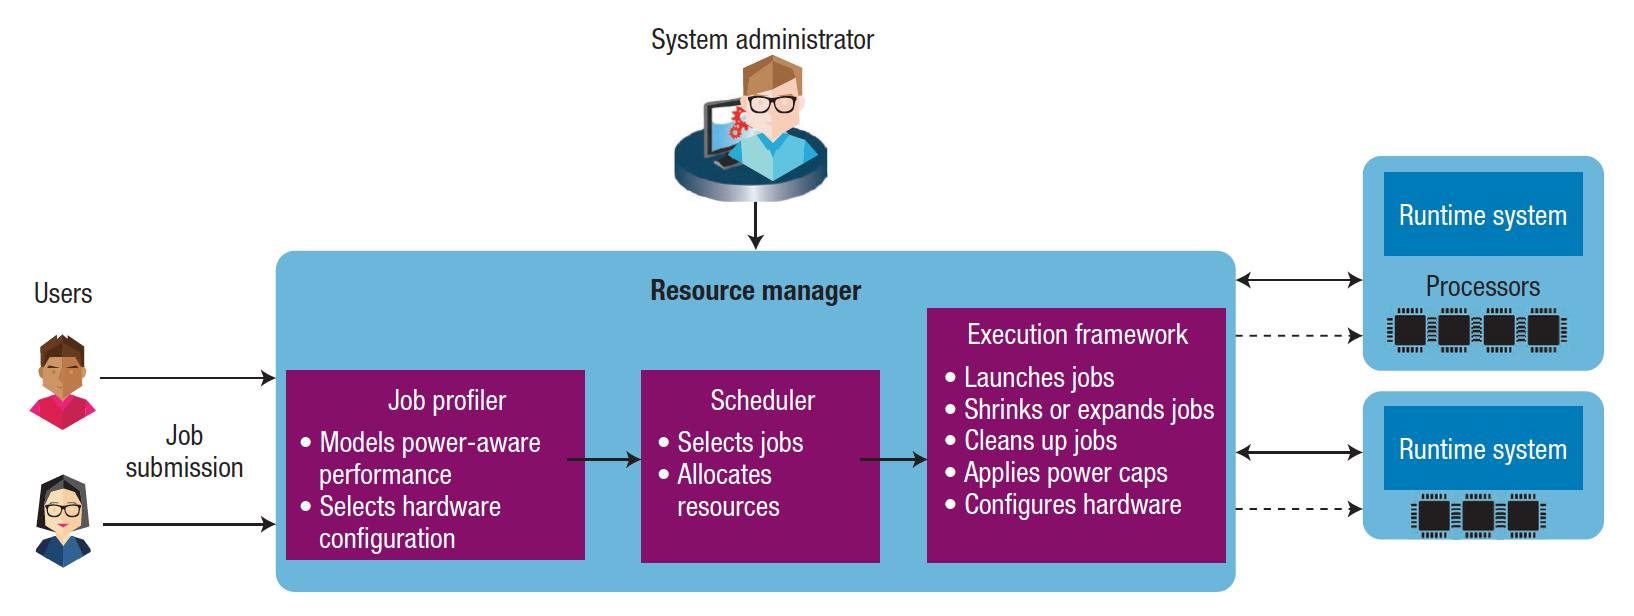 System administrator
Users
Job
submission
Resource manager
Job profiler
• Models power-aware
performance
• Selects hardware
configuration
Scheduler
• Selects jobs
• Allocates
resources
Execution framework
• Launches jobs
• Shrinks or expands jobs
• Cleans up jobs
• Applies power caps
• Configures hardware
Runtime system
Processors
Runtime system